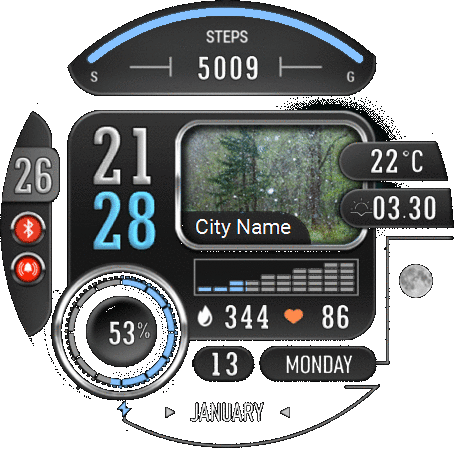 STEPS
S 5009 G
21
28
26
22°C
03.30
City Name
344 86
53%
13 MONDAY
JANUARY